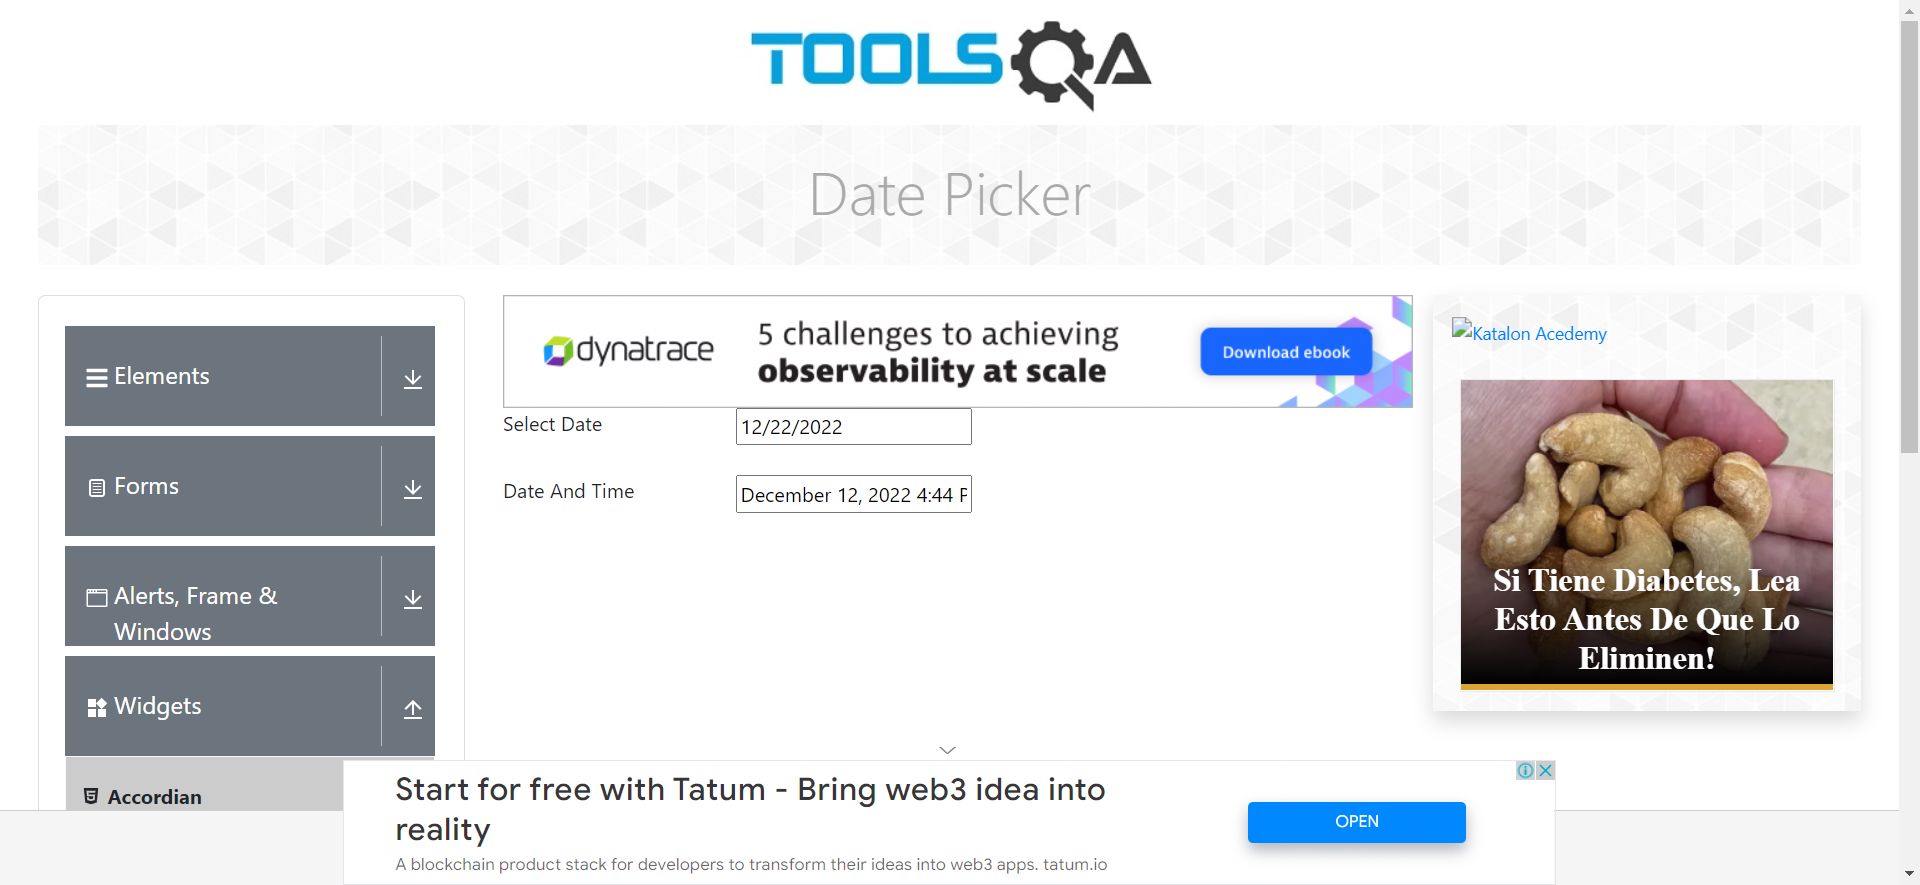 TOOLSQA
Date Picker
Elements
Forms
Alerts, Frame &
Windows
Widgets
Accordian
dynatrace
5 challenges to achieving
observability at scale
Download ebook
Select Date
12/22/2022
Date And Time
December 12, 2022 4:44 P
Katalon Acedemy
Si Tiene Diabetes, Lea
Esto Antes De Que Lo
Eliminen!
Start for free with Tatum - Bring web3 idea into
reality
A blockchain product stack for developers to transform their ideas into web3 apps. tatum.io
OPEN